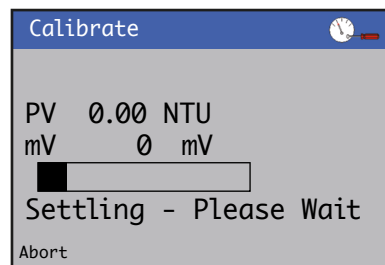 Calibrate
PV 0.00 NTU
mV 0 mV
Settling - Please Wait
Abort